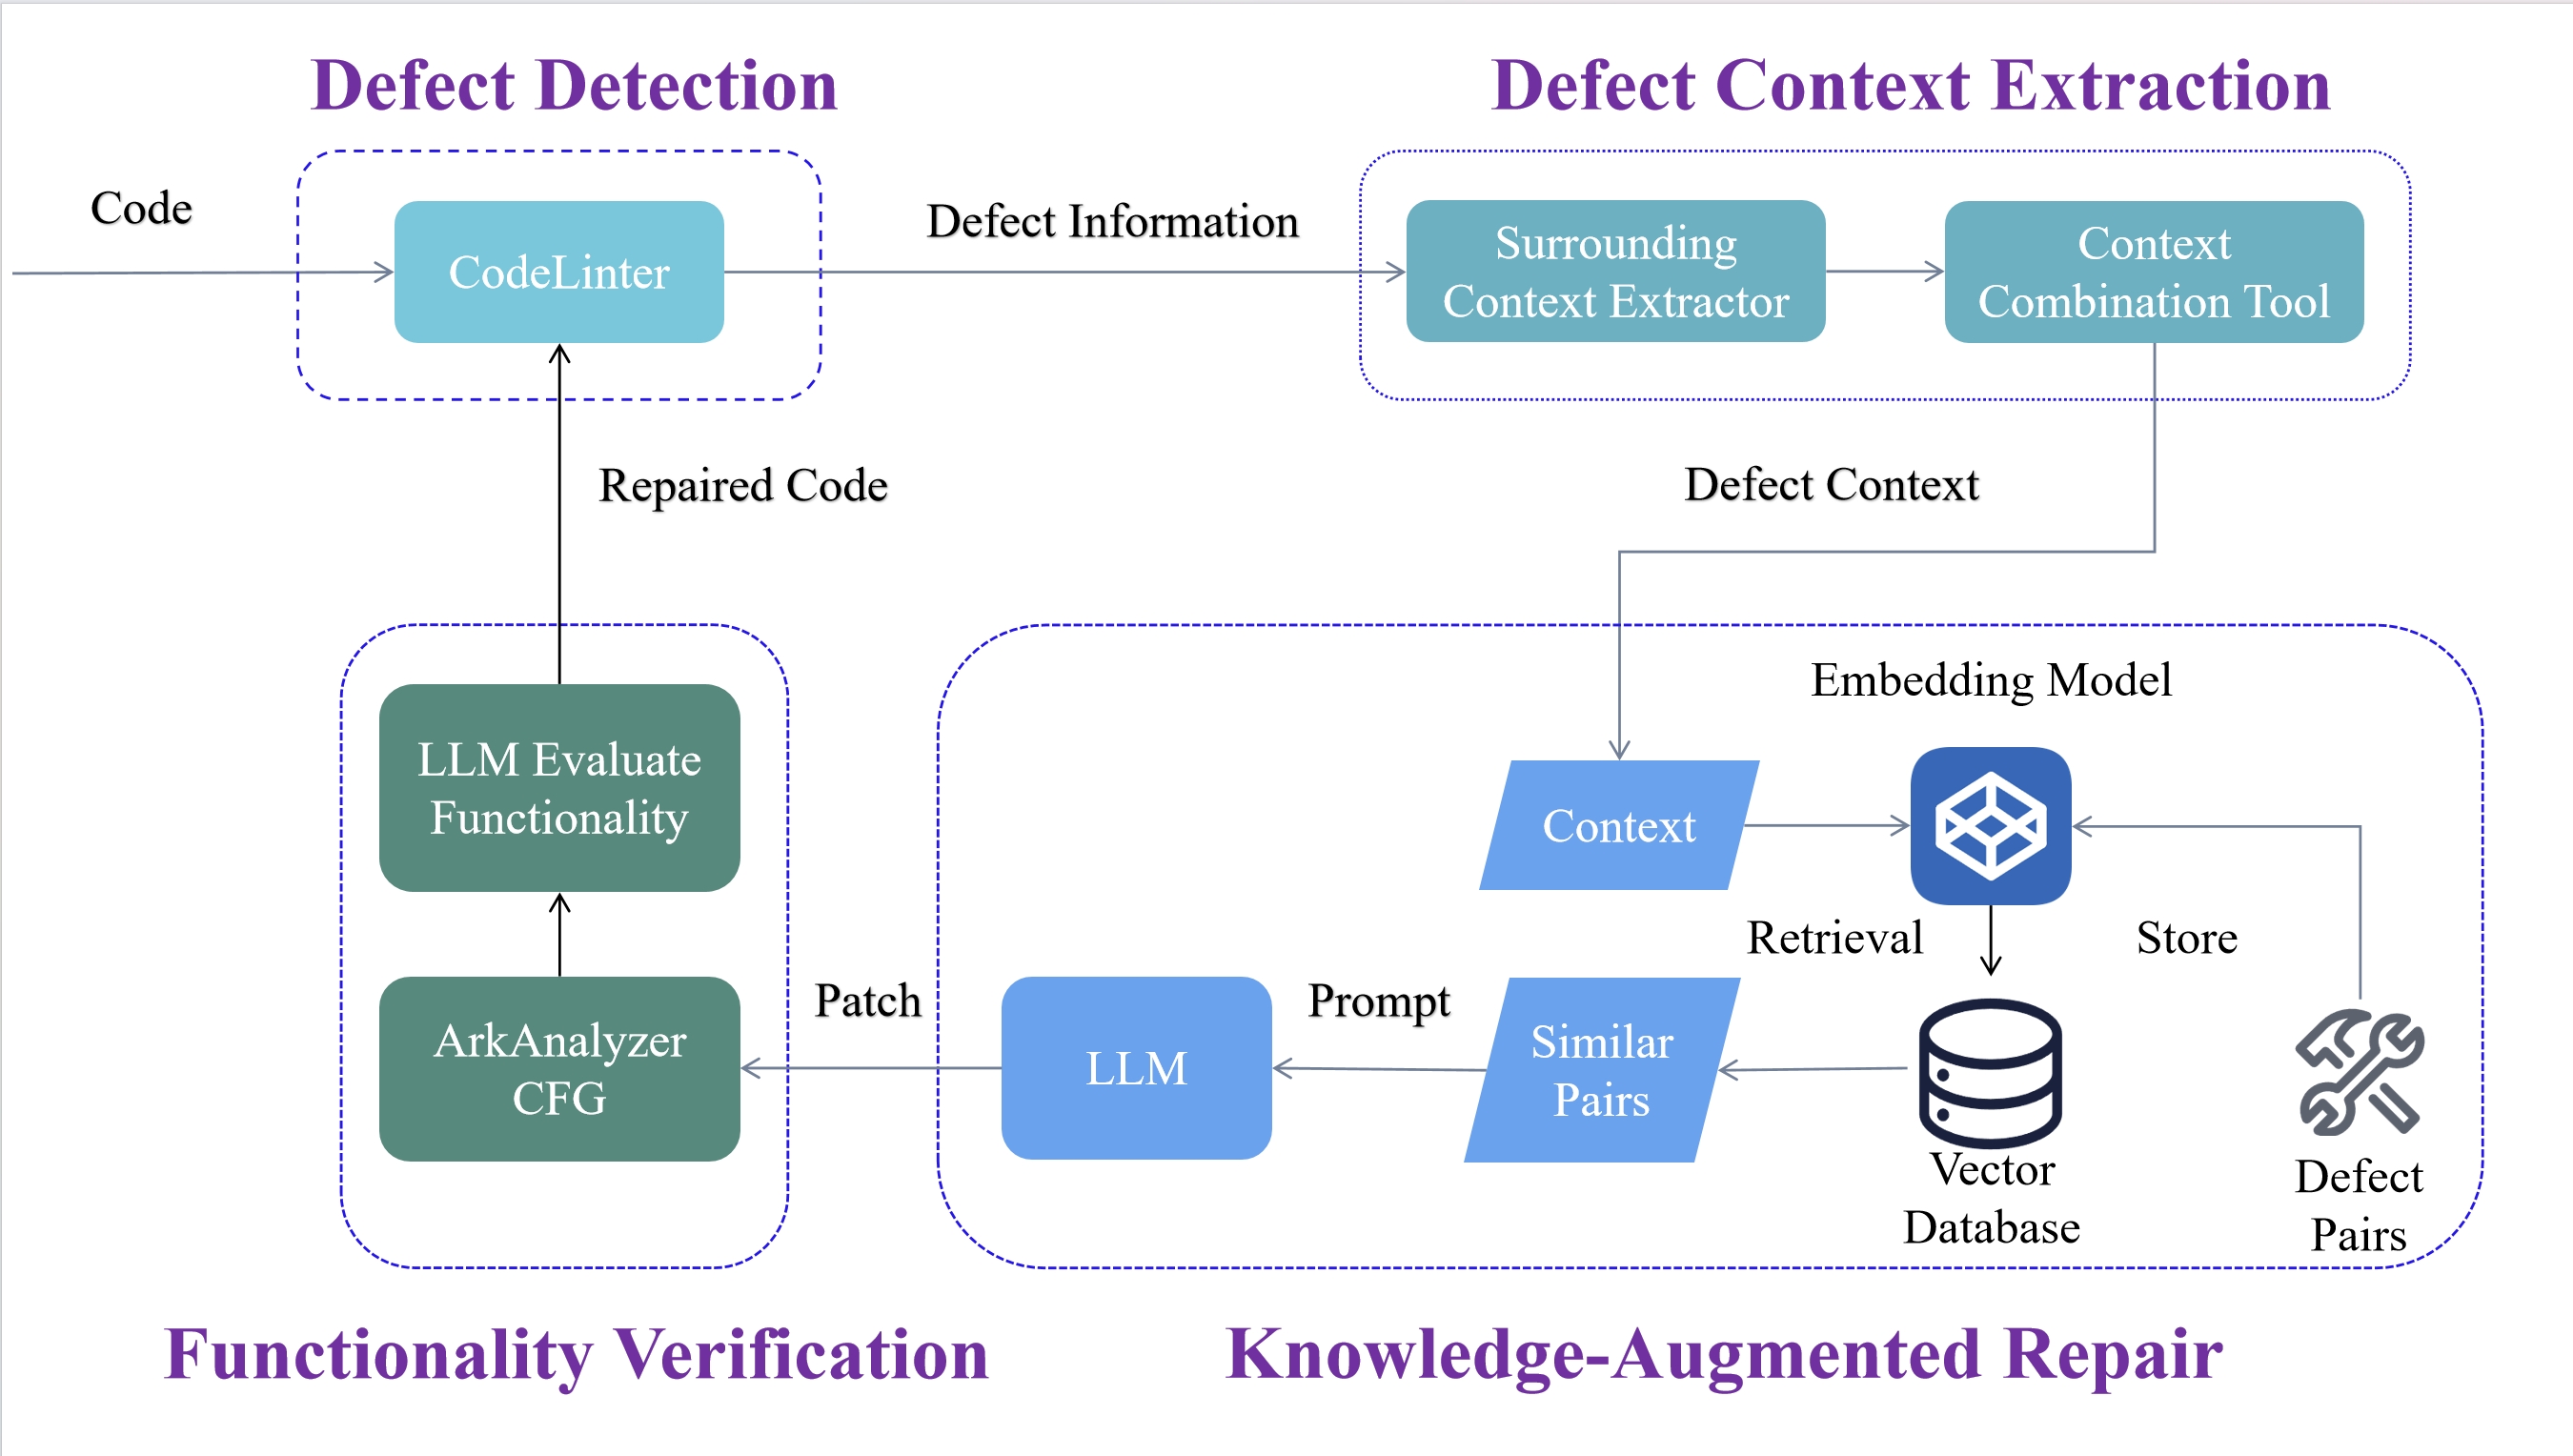 Defect Detection
Defect Context Extraction
Code
CodeLinter
Defect Information
Surrounding
Context Extractor
Context
Combination Tool
Repaired Code
Defect Context
Embedding Model
LLM Evaluate
Functionality
Context
Retrieval
Store
ArkAnalyzer
CFG
Patch
LLM
Prompt
Similar
Pairs
Vector
Database
Defect
Pairs
Functionality Verification
Knowledge-Augmented Repair